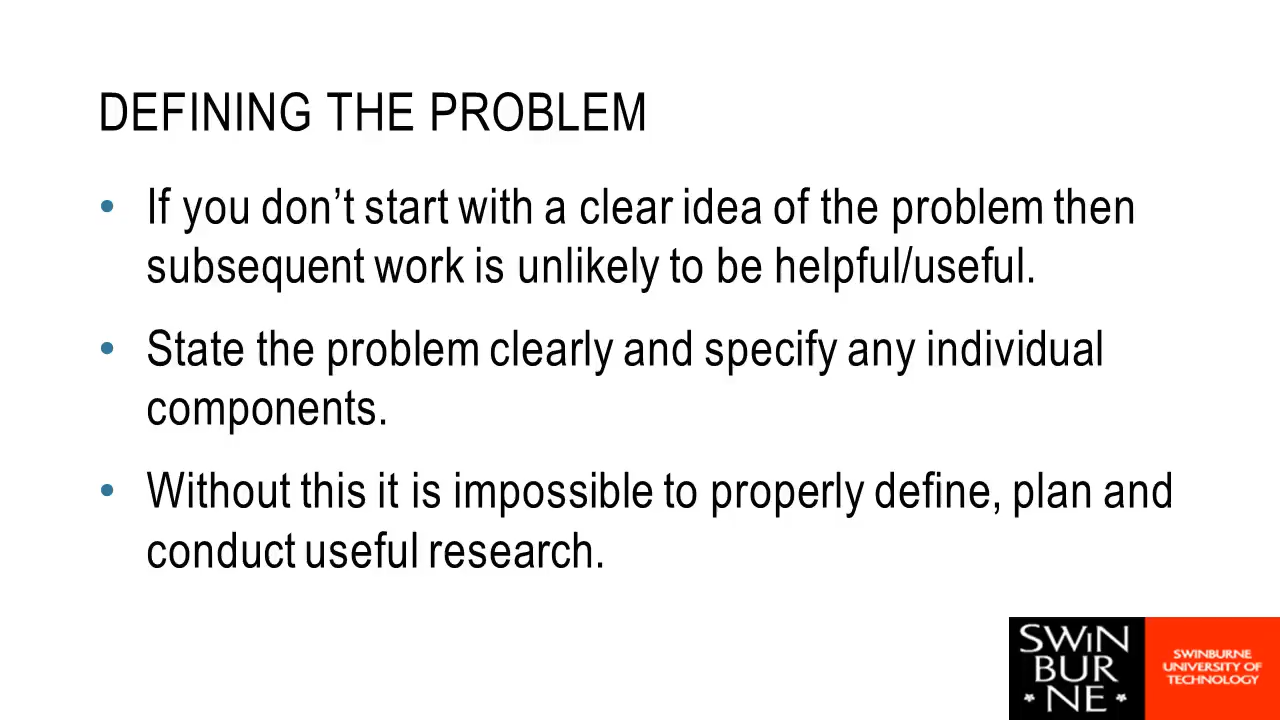 DEFINING THE PROBLEM
• If you don’t start with a clear idea of the problem then
subsequent work is unlikely to be helpful/useful.
• State the problem clearly and specify any individual
components.
• Without this it is impossible to properly define, plan and
conduct useful research.
SWIN
BUR
* NE *
SWINBURNE
UNIVERSITY OF
TECHNOLOGY